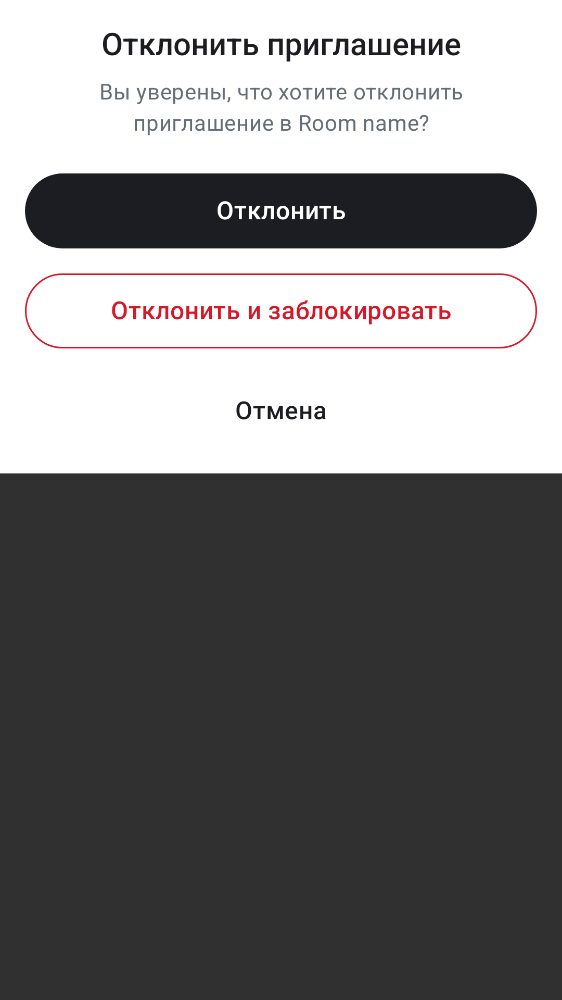 Отклонить приглашение
Вы уверены, что хотите отклонить
приглашение в Room name?
Отклонить
Отклонить и заблокировать
Отмена